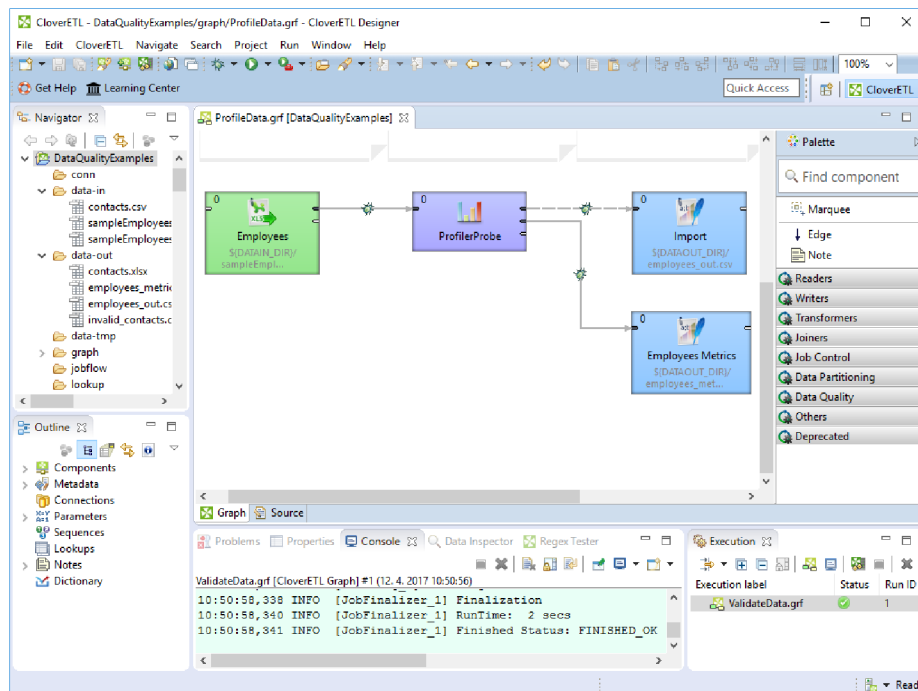 CloverETL - DataQualityExamples/graph/ProfileData.grf - CloverETL Designer
File Edit CloverETL Navigate Search Project Run Window Help
100%
Get Help Learning Center
Quick Access
CloverETL
Navigator
DataQualityExamples
conn
data-in
contacts.csv
sampleEmployees
sampleEmployees
data-out
contacts.xlsx
employees_metric
employees_out.cs
invalid_contacts.c
data-tmp
graph
jobflow
lookup
Outline
Components
Metadata
Connections
Parameters
Sequences
Lookups
Notes
Dictionary
ProfileData.grf [DataQualityExamples]
0
XLS
Employees
${DATAIN_DIR}/
sampleEmpl...
0
ProfilerProbe
0
Import
${DATAOUT_DIR}/
employees_out.csv
0
Employees Metrics
${DATAOUT_DIR}/
employees_met...
Graph Source
Palette
Find component
Marquee
Edge
Note
Readers
Writers
Transformers
Joiners
Job Control
Data Partitioning
Data Quality
Others
Deprecated
Problems Properties Console Data Inspector Regex Tester
ValidateData.grf [CloverETL Graph] #1 (12. 4. 2017 10:50:56)
10:50:58,338 INFO [JobFinalizer_1] Finalization
10:50:58,340 INFO [JobFinalizer_1] RunTime: 2 secs
10:50:58,341 INFO [JobFinalizer_1] Finished Status: FINISHED_OK
Execution
Execution label Status Run ID
ValidateData.grf 1
Read